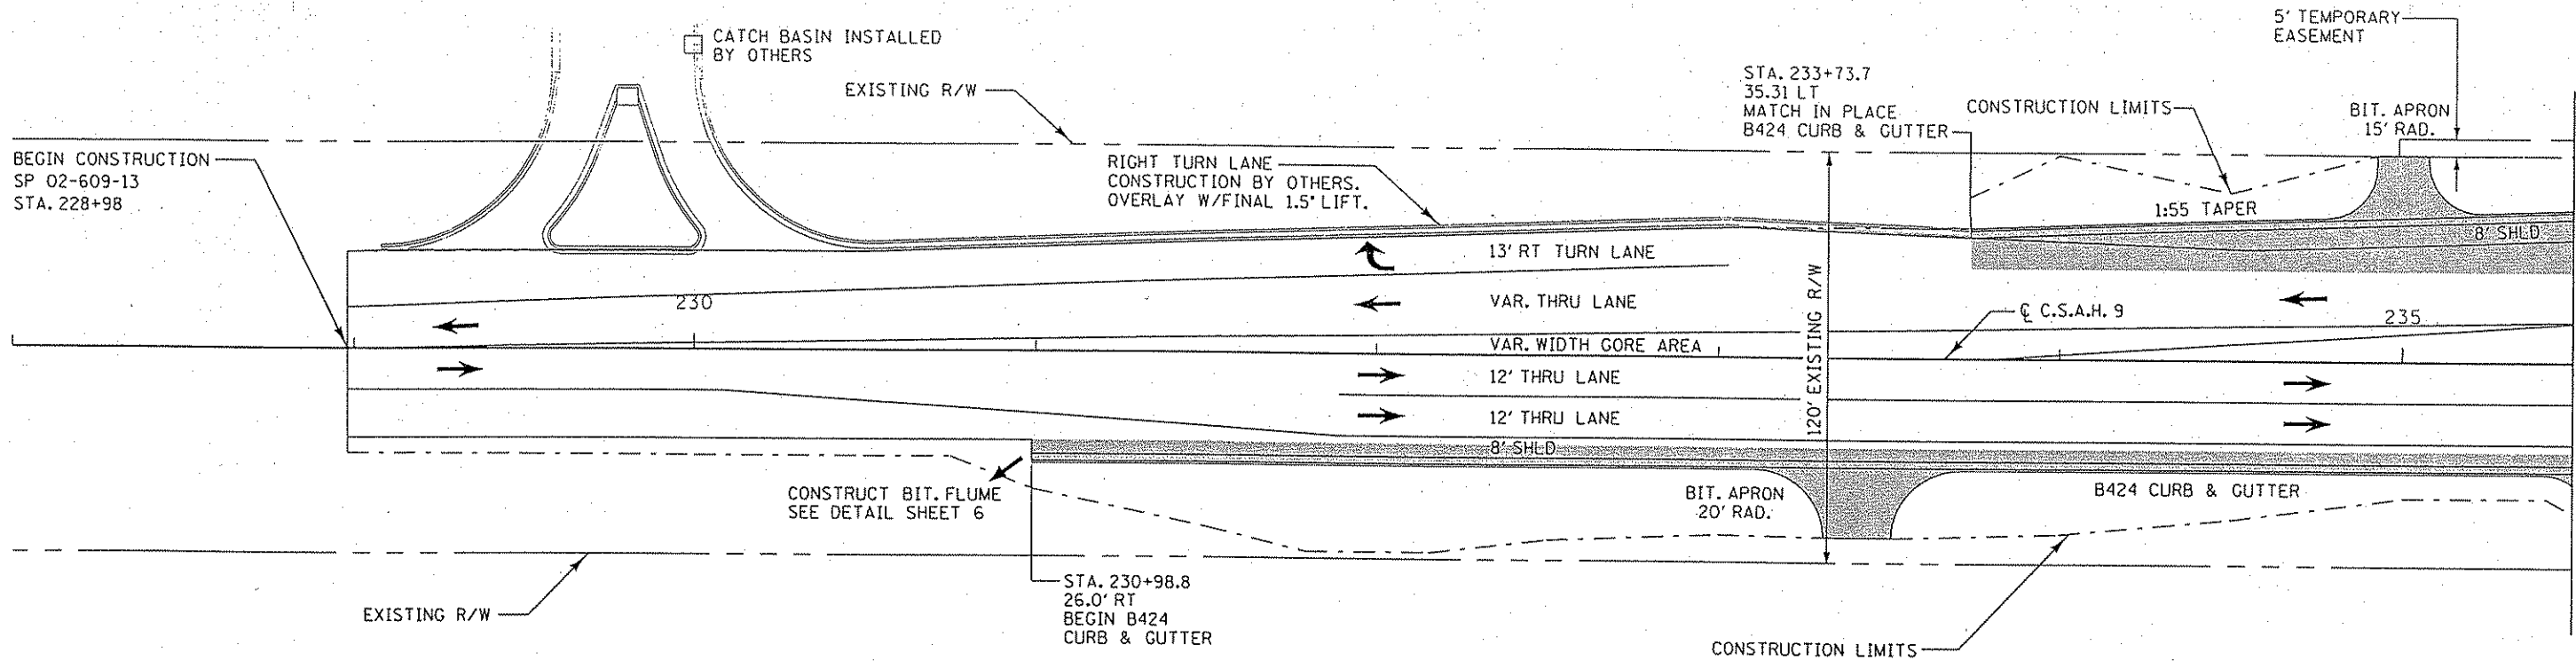 5' TEMPORARY
EASEMENT
CATCH BASIN INSTALLED
BY OTHERS
EXISTING R/W
STA. 233+73.7
35.31 LT
MATCH IN PLACE
B424 CURB & GUTTER
CONSTRUCTION LIMITS
BIT. APRON
15' RAD.
BEGIN CONSTRUCTION
SP 02-609-13
STA. 228+98
RIGHT TURN LANE
CONSTRUCTION BY OTHERS.
OVERLAY W/FINAL 1.5" LIFT.
1:55 TAPER
8' SHLD
13' RT TURN LANE
230
VAR. THRU LANE
℄ C.S.A.H. 9
235
VAR. WIDTH GORE AREA
12' THRU LANE
120' EXISTING R/W
12' THRU LANE
8' SHLD
CONSTRUCT BIT. FLUME
SEE DETAIL SHEET 6
BIT. APRON
20' RAD.
B424 CURB & GUTTER
STA. 230+98.8
26.0' RT
BEGIN B424
CURB & GUTTER
EXISTING R/W
CONSTRUCTION LIMITS